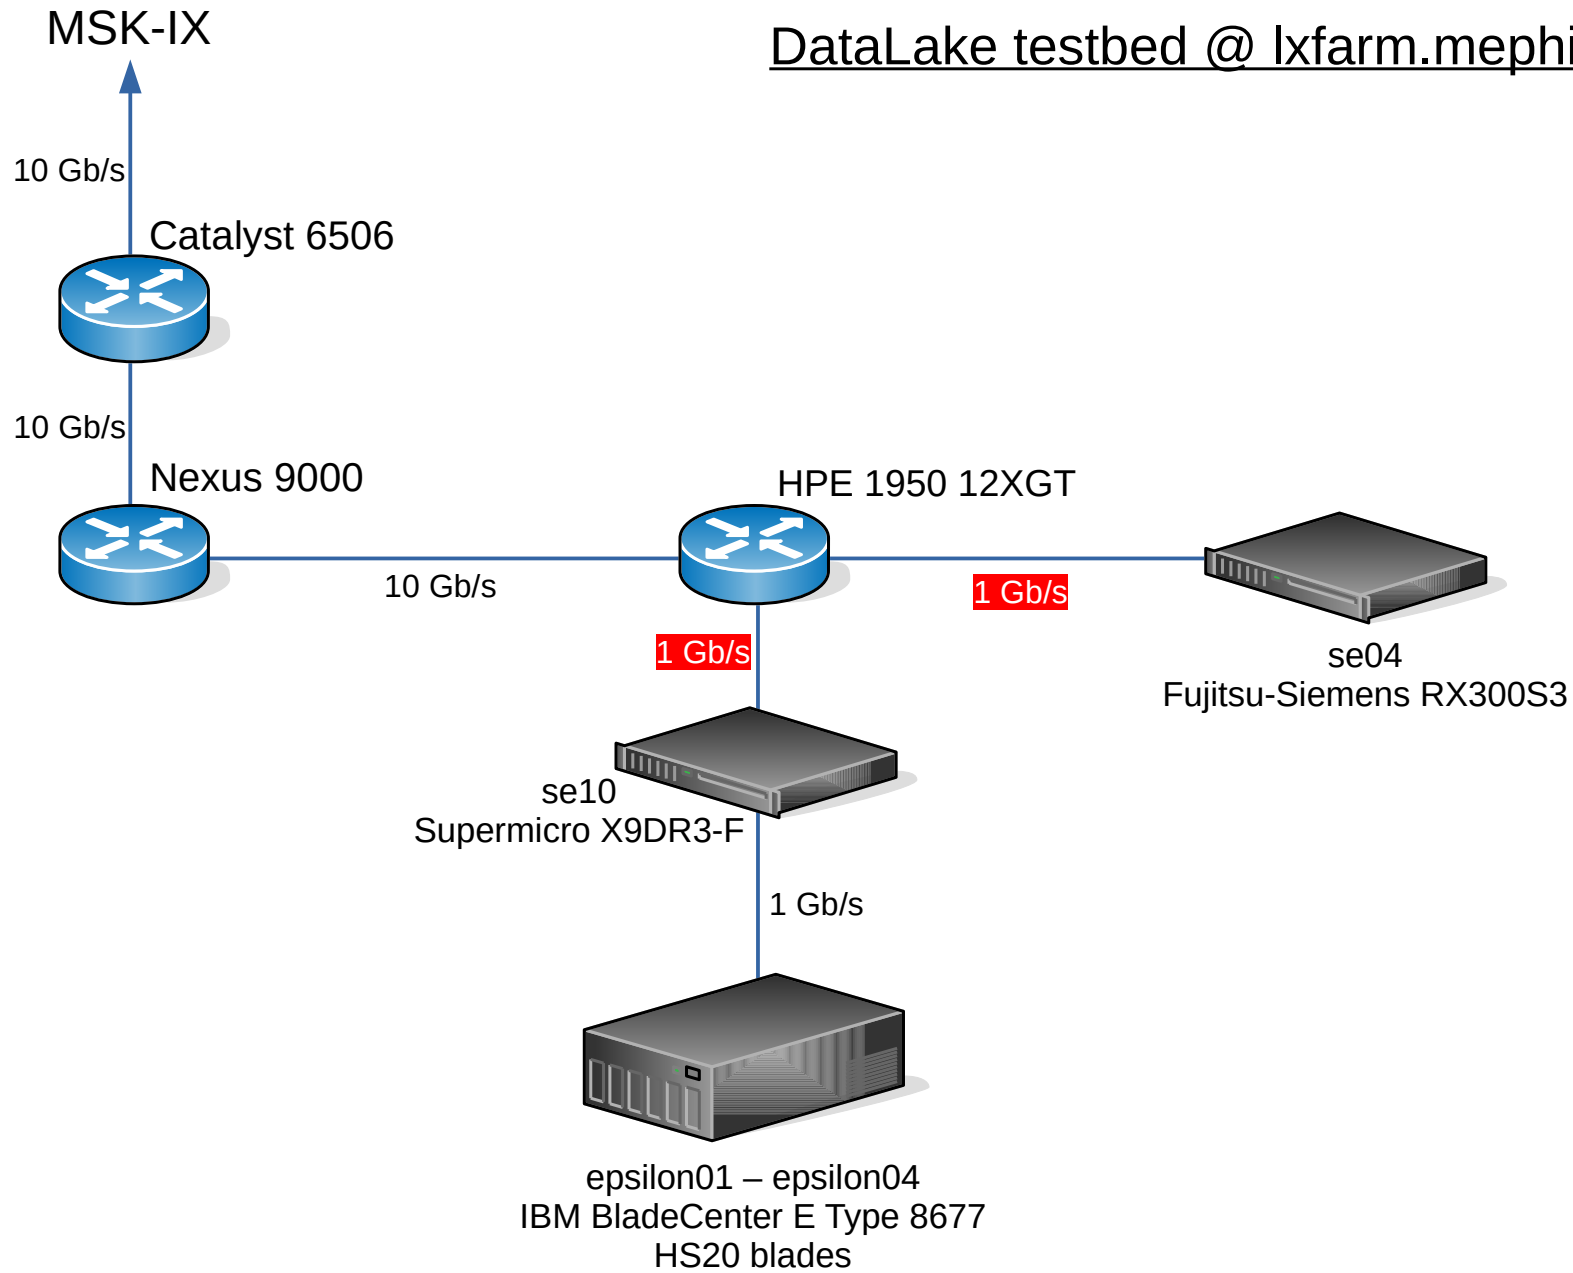 MSK-IX
DataLake testbed @ lxfarm.mephi
10 Gb/s
Catalyst 6506
10 Gb/s
Nexus 9000
HPE 1950 12XGT
10 Gb/s
1 Gb/s
1 Gb/s
se04
Fujitsu-Siemens RX300S3
se10
Supermicro X9DR3-F
1 Gb/s
epsilon01 – epsilon04
IBM BladeCenter E Type 8677
HS20 blades